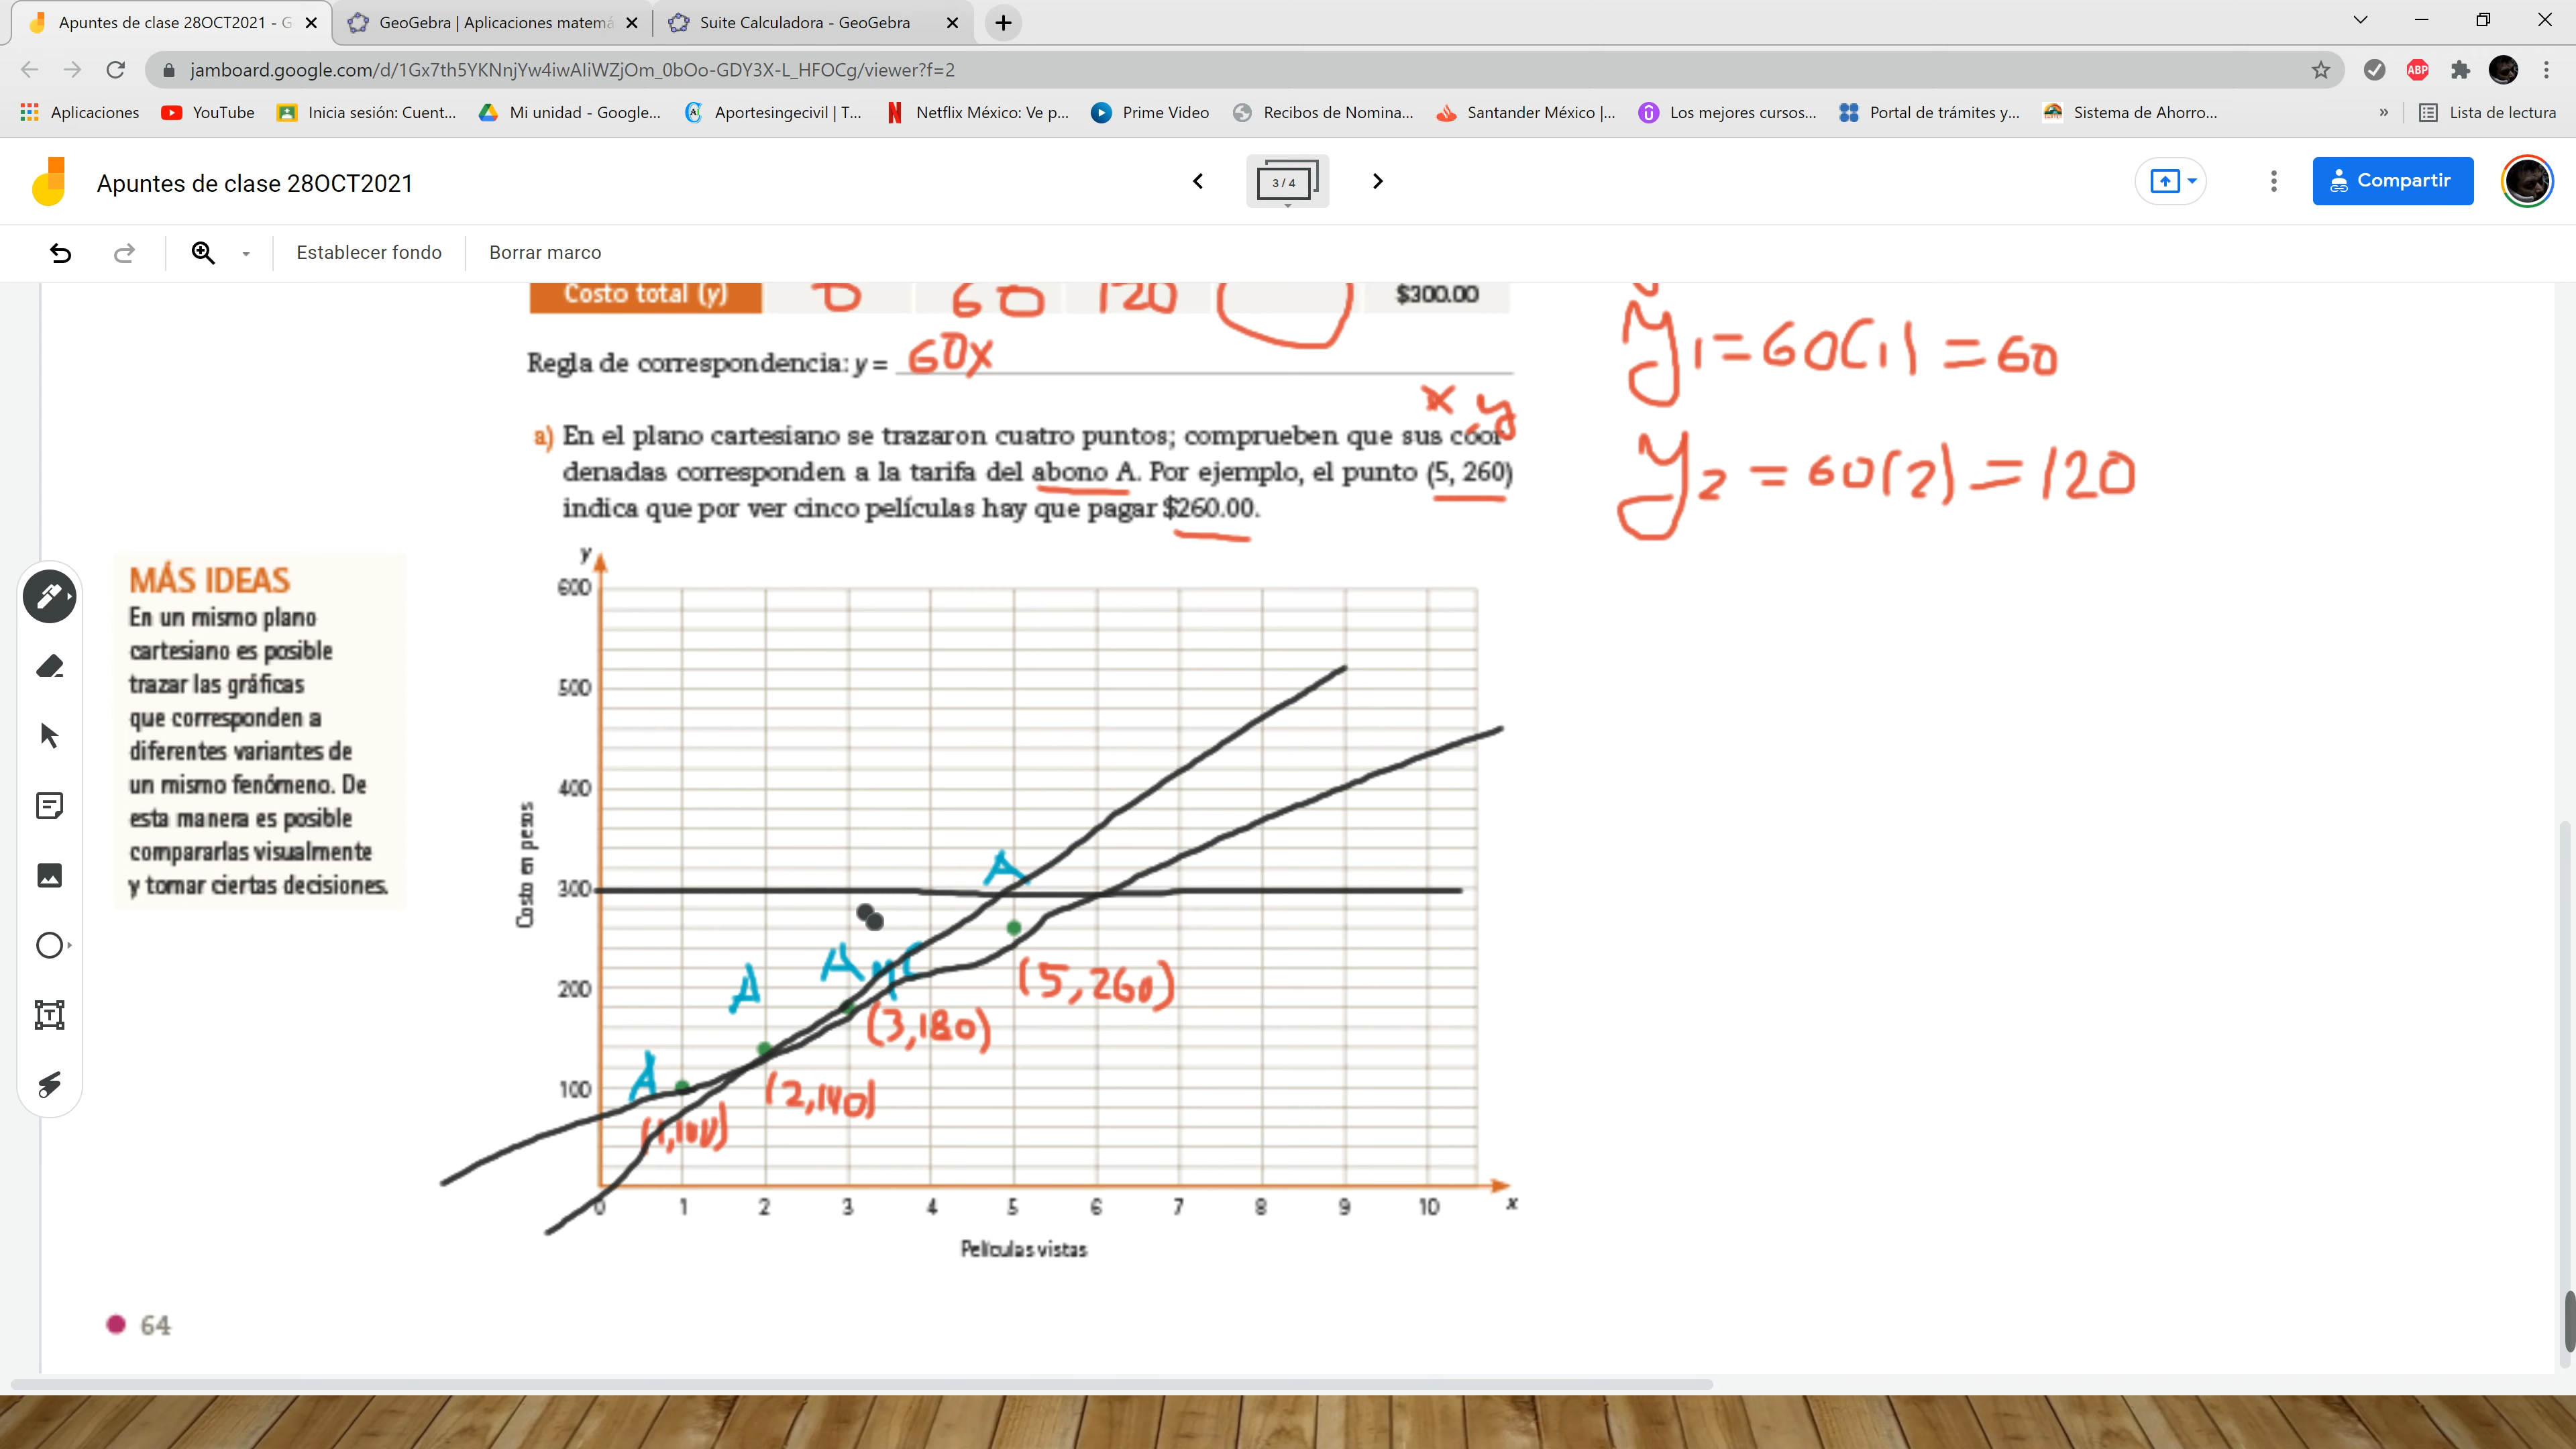 Apuntes de clase 28OCT2021 - G
GeoGebra | Aplicaciones matemá
Suite Calculadora - GeoGebra
jamboard.google.com/d/1Gx7th5YKNnjYw4iwAIiWZjOm_0bOo-GDY3X-L_HFOCg/viewer?f=2
ABP
Aplicaciones
YouTube
Inicia sesión: Cuent...
Mi unidad - Google...
Aportesingecivil | T...
Netflix México: Ve p...
Prime Video
Recibos de Nomina...
Santander México |...
Los mejores cursos...
Portal de trámites y...
Sistema de Ahorro...
»
Lista de lectura
Apuntes de clase 28OCT2021
3 / 4
Compartir
Establecer fondo
Borrar marco
Costo total (y) 0 60 120 $300.00
Regla de correspondencia: y = 60x
x, y
a) En el plano cartesiano se trazaron cuatro puntos; comprueben que sus coor
denadas corresponden a la tarifa del abono A. Por ejemplo, el punto (5, 260)
indica que por ver cinco películas hay que pagar $260.00.
y1 = 60(1) = 60
y2 = 60(2) = 120
MÁS IDEAS
En un mismo plano
cartesiano es posible
trazar las gráficas
que corresponden a
diferentes variantes de
un mismo fenómeno. De
esta manera es posible
compararlas visualmente
y tomar ciertas decisiones.
y
600
500
400
300
200
100
Costo en pesos
A
A
A
A
(5,260)
(3,180)
(2,140)
(1,100)
0 1 2 3 4 5 6 7 8 9 10 x
Películas vistas
64